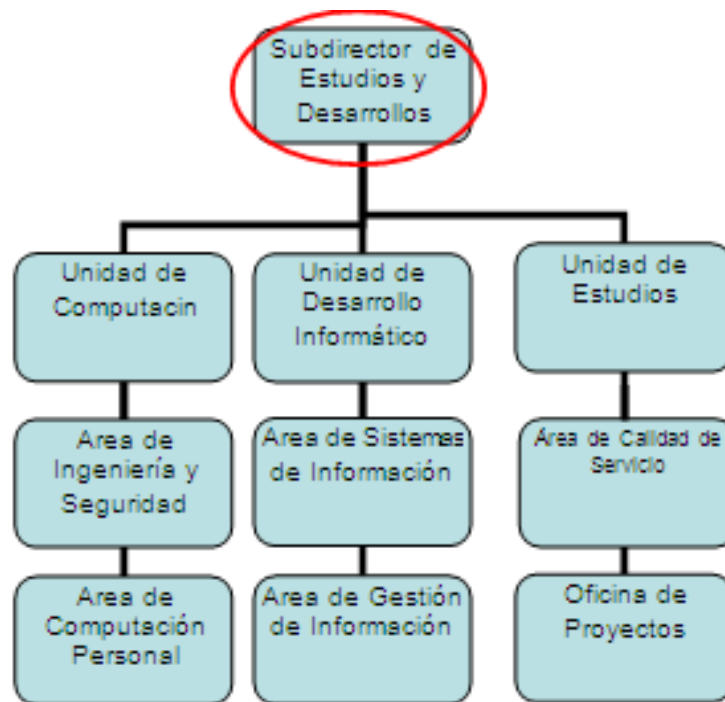 Subdirector de
Estudios y
Desarrollos
Unidad de
Computacin
Unidad de
Desarrollo
Informático
Unidad de
Estudios
Area de
Ingeniería y
Seguridad
Area de Sistemas
de Información
Área de Calidad de
Servicio
Area de
Computación
Personal
Area de Gestión
de Información
Oficina de
Proyectos